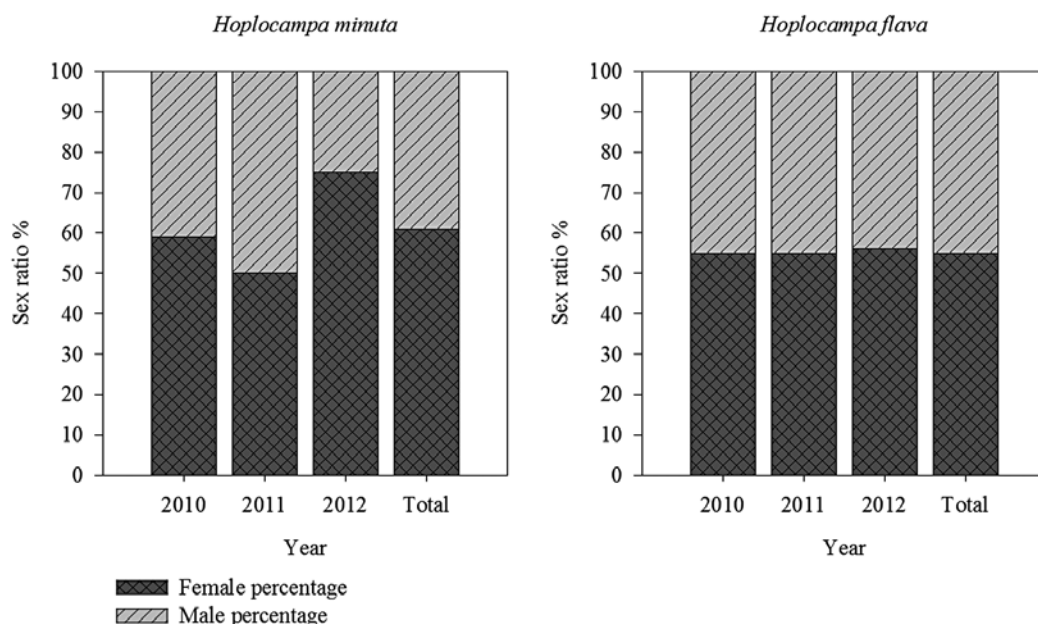 Hoplocampa minuta
Sex ratio %
100
90
80
70
60
50
40
30
20
10
0
2010 2011 2012 Total
Year
Hoplocampa flava
Sex ratio %
100
90
80
70
60
50
40
30
20
10
0
2010 2011 2012 Total
Year
Female percentage
Male percentage